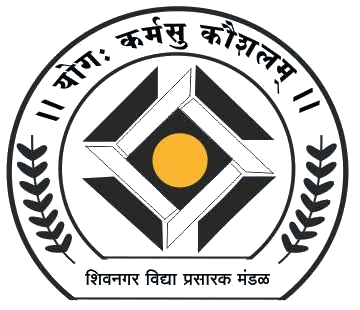 ।। योगः कर्मसु कौशलम् ।।
शिवनगर विद्या प्रसारक मंडळ